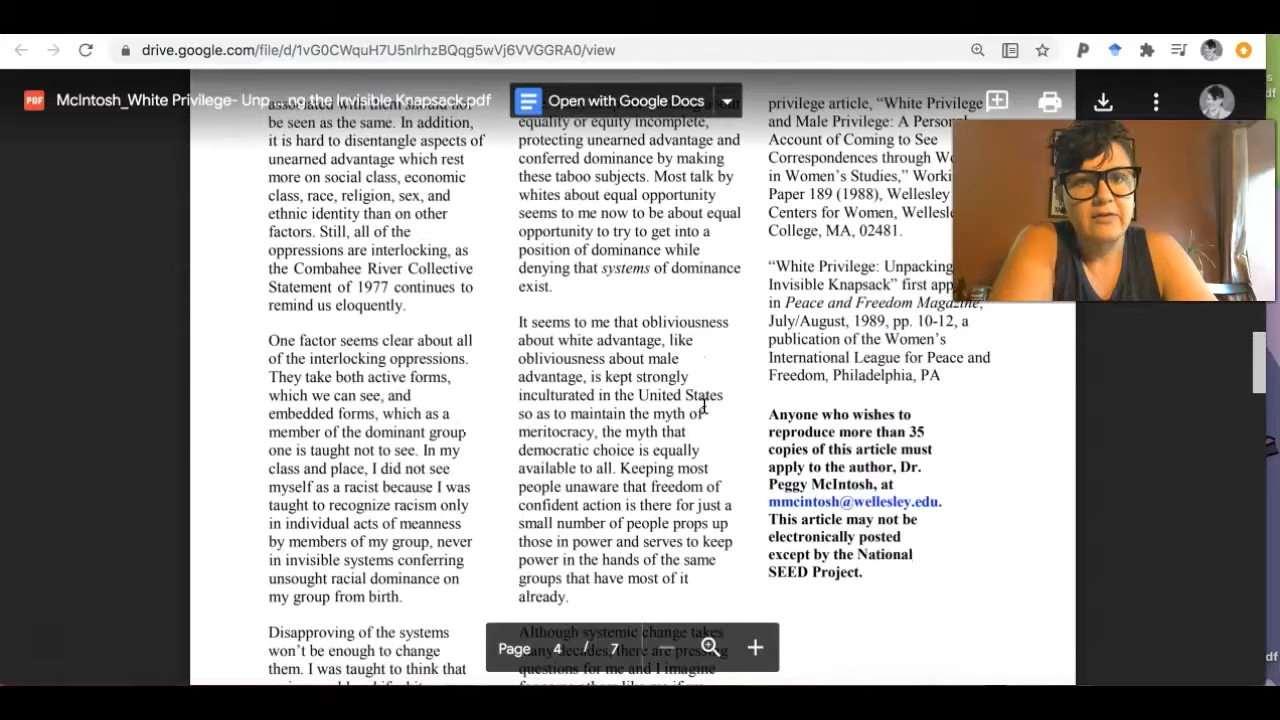 drive.google.com/file/d/1vG0CWquH7U5nlrhzBQqg5wVj6VVGGRA0/view
PDF
McIntosh_White Privilege- Unp...ng the Invisible Knapsack.pdf
Open with Google Docs
be seen as the same. In addition,
it is hard to disentangle aspects of
unearned advantage which rest
more on social class, economic
class, race, religion, sex, and
ethnic identity than on other
factors. Still, all of the
oppressions are interlocking, as
the Combahee River Collective
Statement of 1977 continues to
remind us eloquently.
One factor seems clear about all
of the interlocking oppressions.
They take both active forms,
which we can see, and
embedded forms, which as a
member of the dominant group
one is taught not to see. In my
class and place, I did not see
myself as a racist because I was
taught to recognize racism only
in individual acts of meanness
by members of my group, never
in invisible systems conferring
unsought racial dominance on
my group from birth.
Disapproving of the systems
won't be enough to change
them. I was taught to think that
equality or equity incomplete,
protecting unearned advantage and
conferred dominance by making
these taboo subjects. Most talk by
whites about equal opportunity
seems to me now to be about equal
opportunity to try to get into a
position of dominance while
denying that systems of dominance
exist.
It seems to me that obliviousness
about white advantage, like
obliviousness about male
advantage, is kept strongly
inculturated in the United States
so as to maintain the myth of
meritocracy, the myth that
democratic choice is equally
available to all. Keeping most
people unaware that freedom of
confident action is there for just a
small number of people props up
those in power and serves to keep
power in the hands of the same
groups that have most of it
already.
Although systemic change takes
many decades, there are pressing
questions for me and I imagine
privilege article, "White Privilege
and Male Privilege: A Person
Account of Coming to See
Correspondences through W
in Women's Studies," Worki
Paper 189 (1988), Wellesley
Centers for Women, Wellesl
College, MA, 02481.
"White Privilege: Unpacking
Invisible Knapsack" first app
in Peace and Freedom Magazine,
July/August, 1989, pp. 10-12, a
publication of the Women's
International League for Peace and
Freedom, Philadelphia, PA
Anyone who wishes to
reproduce more than 35
copies of this article must
apply to the author, Dr.
Peggy McIntosh, at
mmcintosh@wellesley.edu.
This article may not be
electronically posted
except by the National
SEED Project.
Page 4 / 7